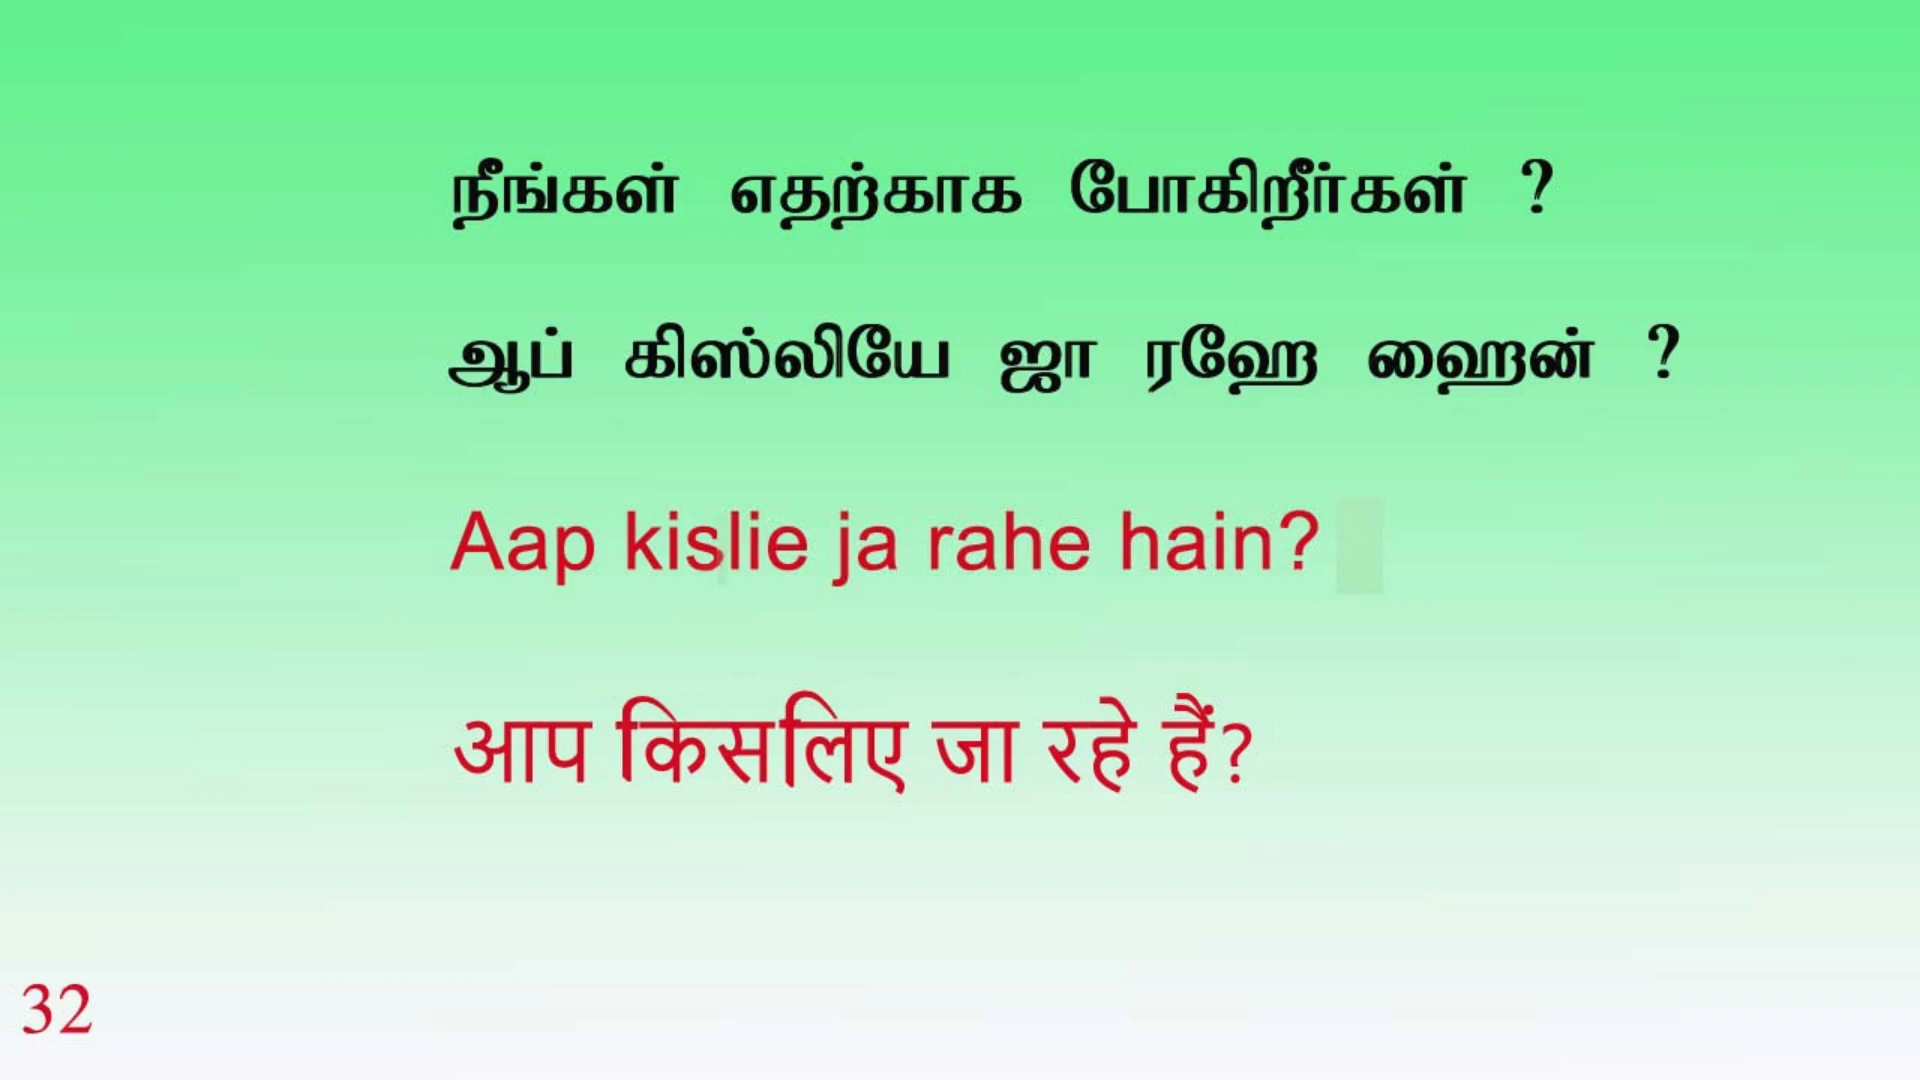 நீங்கள் எதற்காக போகிறீர்கள் ?
ஆப் கிஸ்லியே ஜா ரஹே ஹைன் ?
Aap kislie ja rahe hain?
आप किसलिए जा रहे हैं?
32